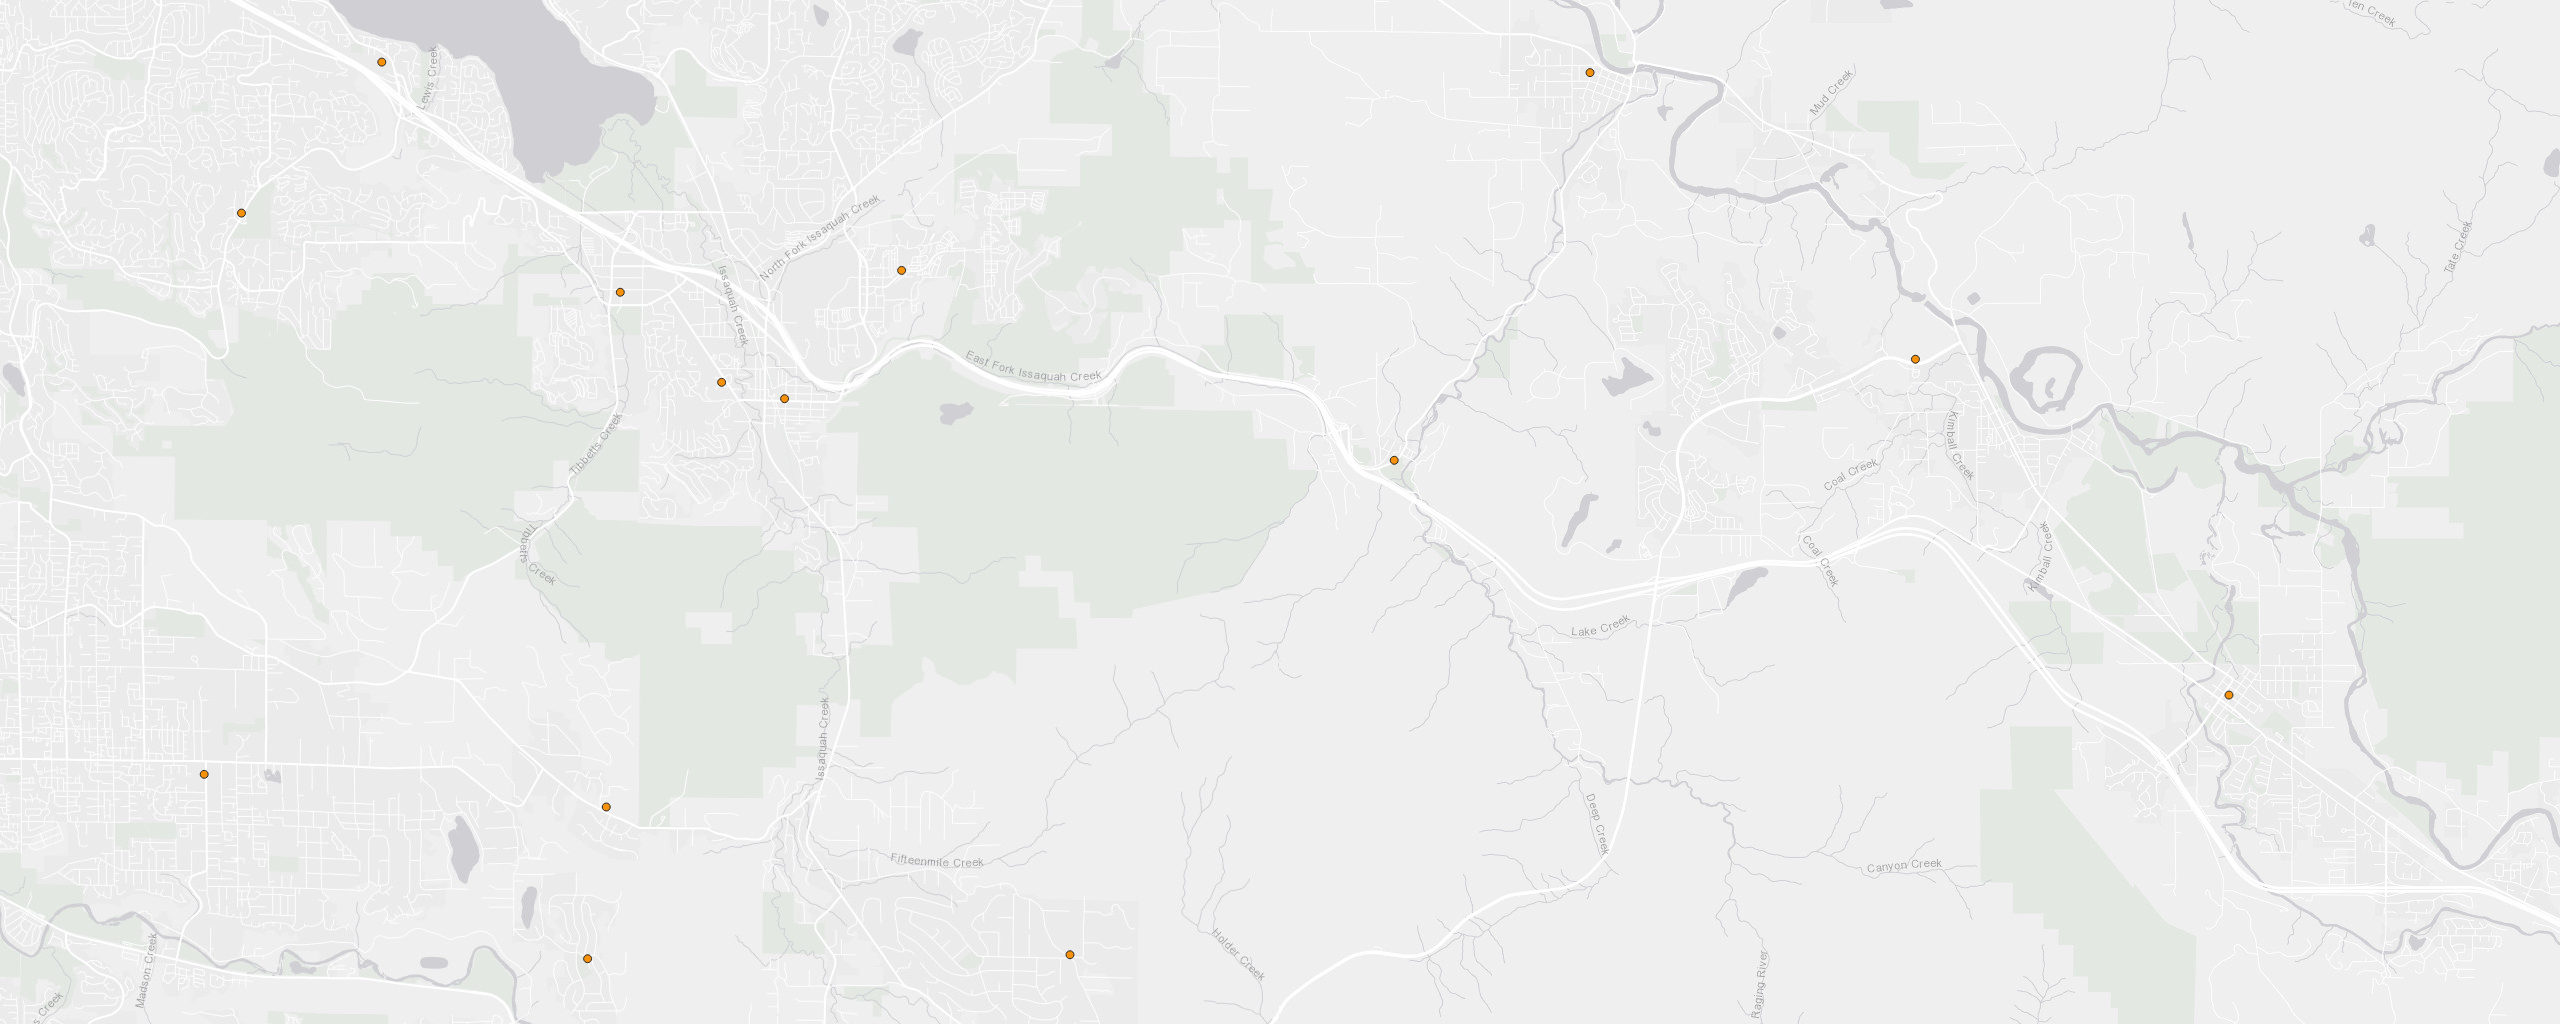 Ten Creek
Lewis Creek
Mud Creek
North Fork Issaquah Creek
Tate Creek
Issaquah Creek
East Fork Issaquah Creek
Tibbetts Creek
Kimball Creek
Coal Creek
Tibbetts
Creek
Coal Creek
Kimball Creek
Lake Creek
Issaquah Creek
Deep Creek
Fifteenmile Creek
Canyon Creek
Holder Creek
Madson Creek
Raging River
s Creek